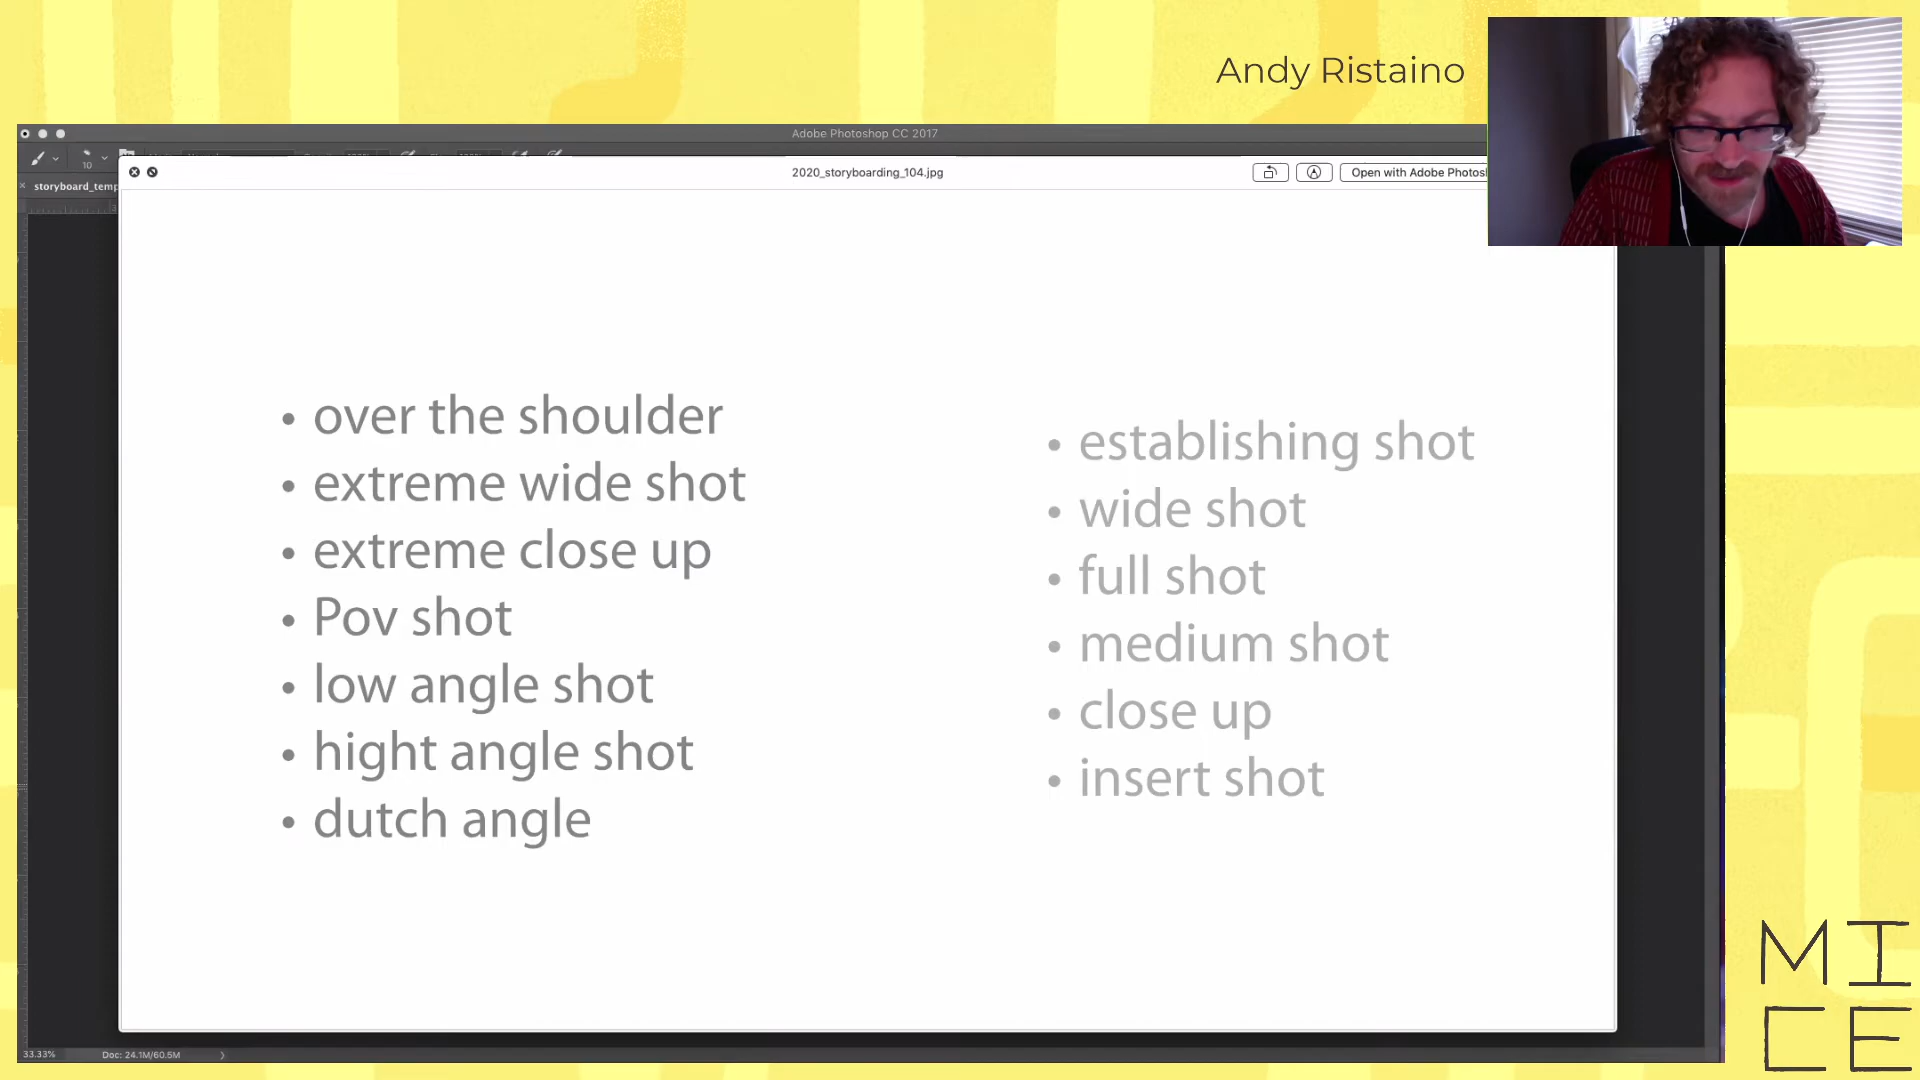 Andy Ristaino
Adobe Photoshop CC 2017
10
2020_storyboarding_104.jpg
Open with Adobe Photos
storyboard_temp
• over the shoulder
• extreme wide shot
• extreme close up
• Pov shot
• low angle shot
• hight angle shot
• dutch angle
• establishing shot
• wide shot
• full shot
• medium shot
• close up
• insert shot
MI
CE
33.33%
Doc: 24.1M/60.5M